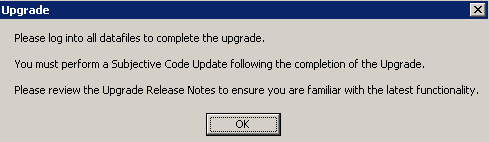 Upgrade
Please log into all datafiles to complete the upgrade.
You must perform a Subjective Code Update following the completion of the Upgrade.
Please review the Upgrade Release Notes to ensure you are familiar with the latest functionality.
OK